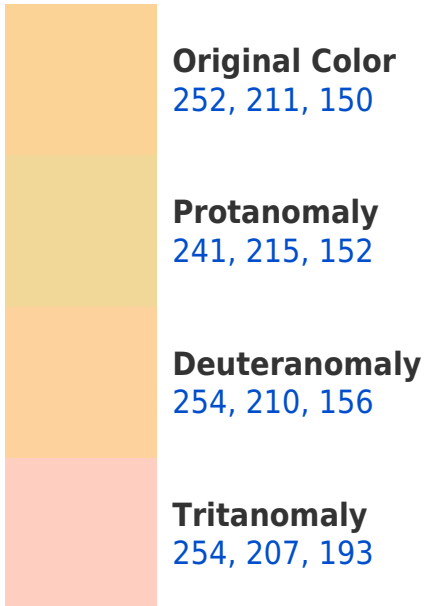 Original Color
252, 211, 150
Protanomaly
241, 215, 152
Deuteranomaly
254, 210, 156
Tritanomaly
254, 207, 193